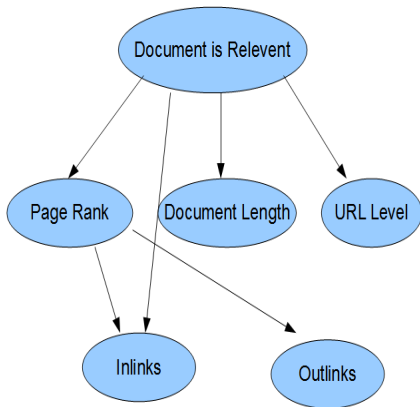 Document is Relevent
Page Rank
Document Length
URL Level
Inlinks
Outlinks